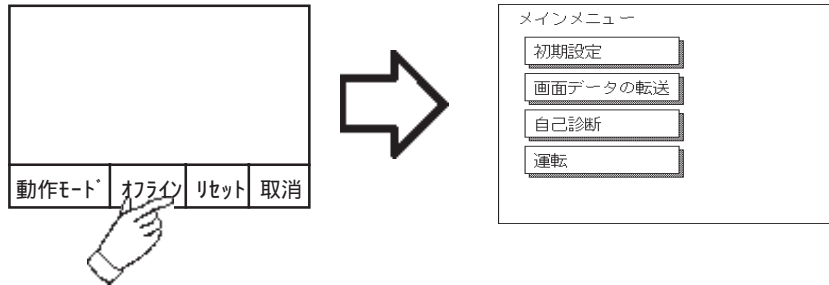 動作ﾓｰﾄﾞ ｵﾌﾗｲﾝ ﾘｾｯﾄ 取消
メインメニュー
初期設定
画面データの転送
自己診断
運転